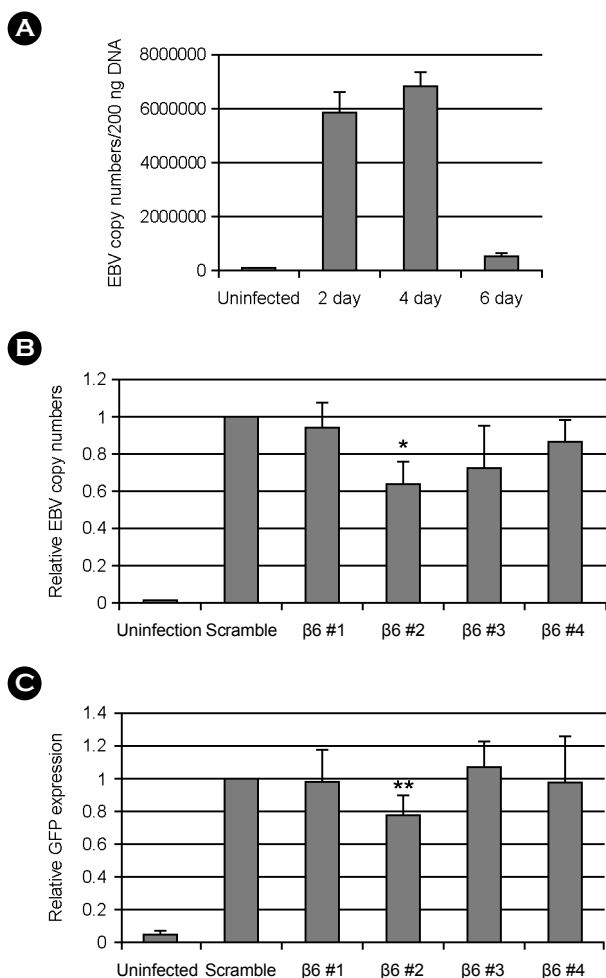 A
EBV copy numbers/200 ng DNA
8000000
6000000
4000000
2000000
0
Uninfected 2 day 4 day 6 day
B
Relative EBV copy numbers
1.2
1
0.8
0.6
0.4
0.2
0
*
Uninfection Scramble β6 #1 β6 #2 β6 #3 β6 #4
C
Relative GFP expression
1.4
1.2
1
0.8
0.6
0.4
0.2
0
**
Uninfected Scramble β6 #1 β6 #2 β6 #3 β6 #4